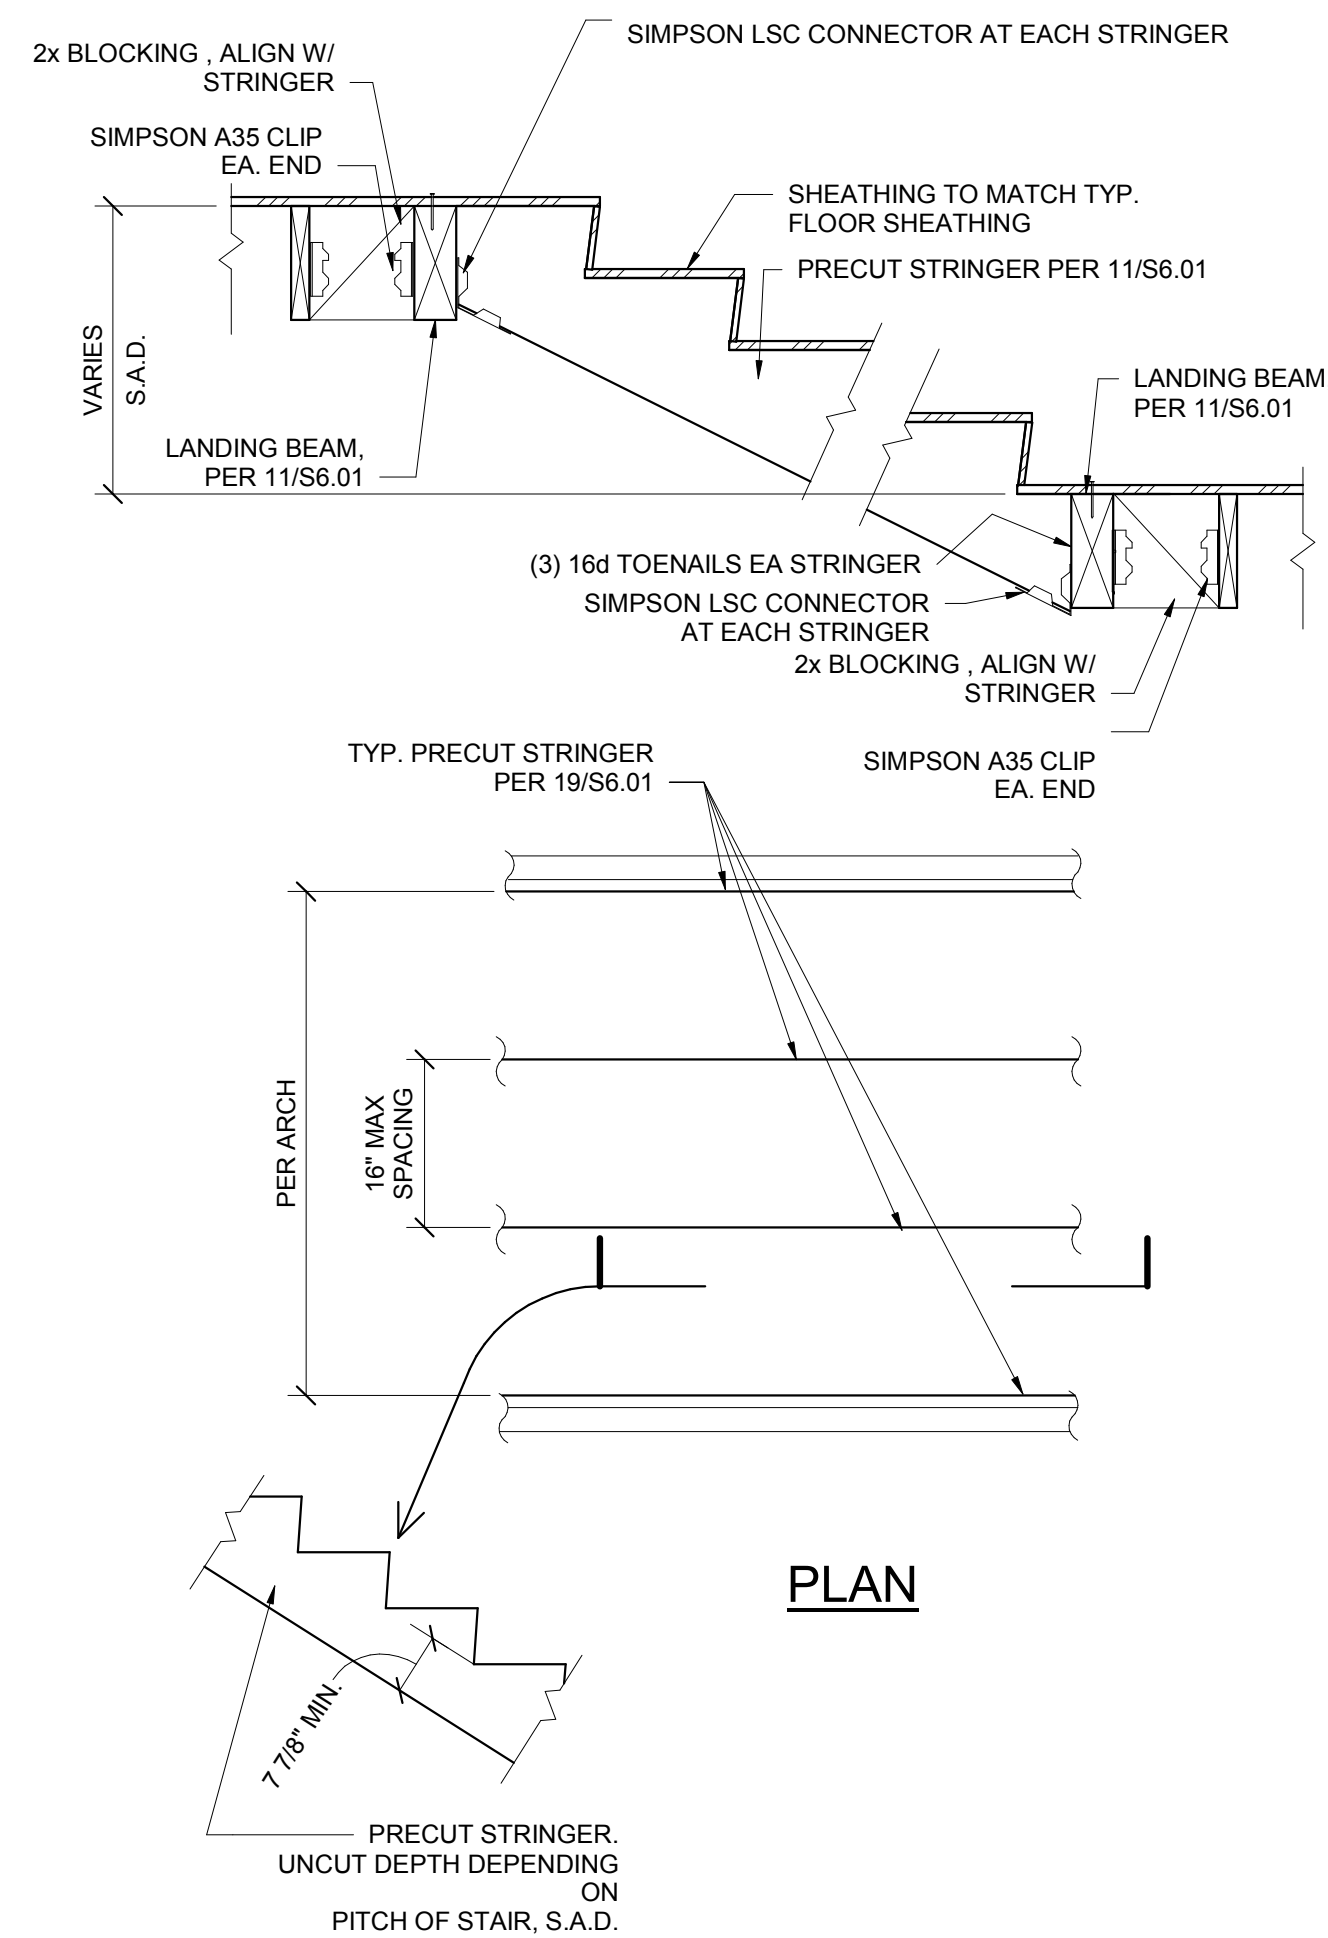 SIMPSON LSC CONNECTOR AT EACH STRINGER
2x BLOCKING , ALIGN W/
STRINGER
SIMPSON A35 CLIP
EA. END
SHEATHING TO MATCH TYP.
FLOOR SHEATHING
PRECUT STRINGER PER 11/S6.01
VARIES
S.A.D.
LANDING BEAM
PER 11/S6.01
LANDING BEAM,
PER 11/S6.01
(3) 16d TOENAILS EA STRINGER
SIMPSON LSC CONNECTOR
AT EACH STRINGER
2x BLOCKING , ALIGN W/
STRINGER
SIMPSON A35 CLIP
EA. END
TYP. PRECUT STRINGER
PER 19/S6.01
PER ARCH
16" MAX
SPACING
PLAN
7 7/8" MIN.
PRECUT STRINGER.
UNCUT DEPTH DEPENDING
ON
PITCH OF STAIR, S.A.D.